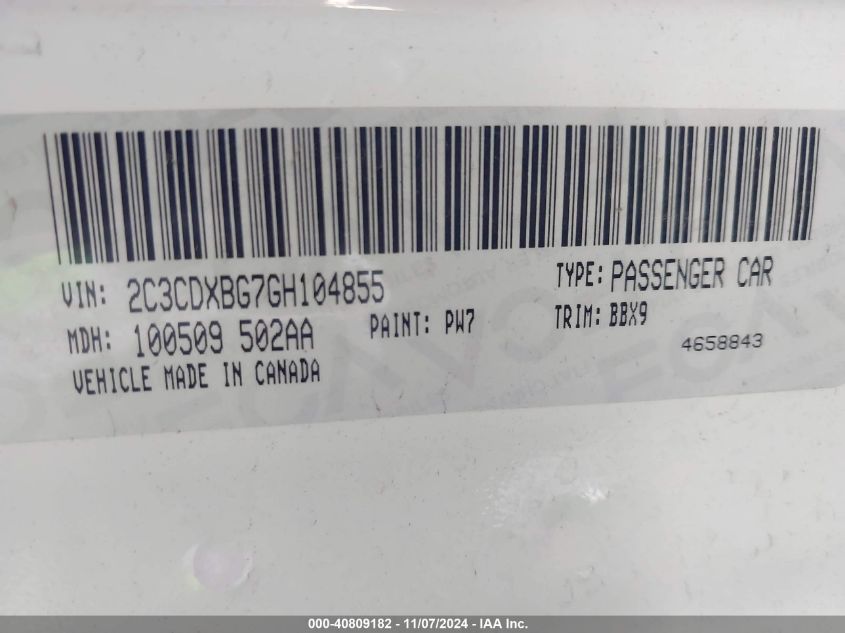 VIN: 2C3CDXBG7GH104855 TYPE: PASSENGER CAR
MDH: 100509 502AA PAINT: PW7 TRIM: BBX9
4658843
VEHICLE MADE IN CANADA
000-40809182 - 11/07/2024 - IAA Inc.